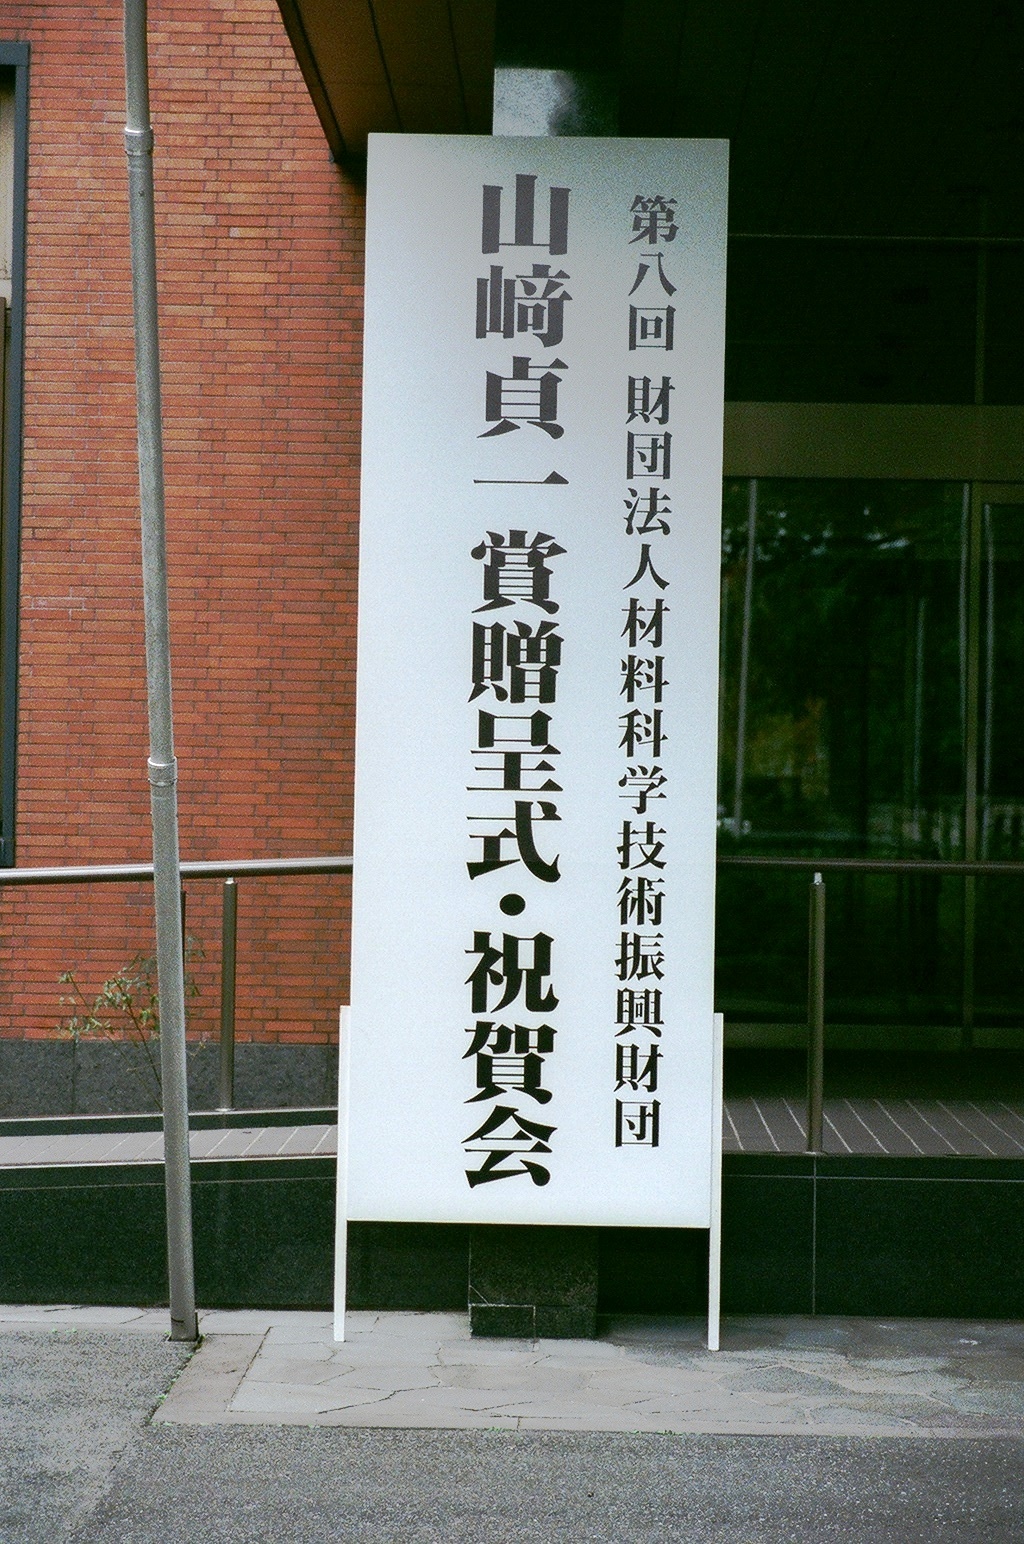 第八回 財団法人材料科学技術振興財団
山﨑貞一 賞贈呈式・祝賀会